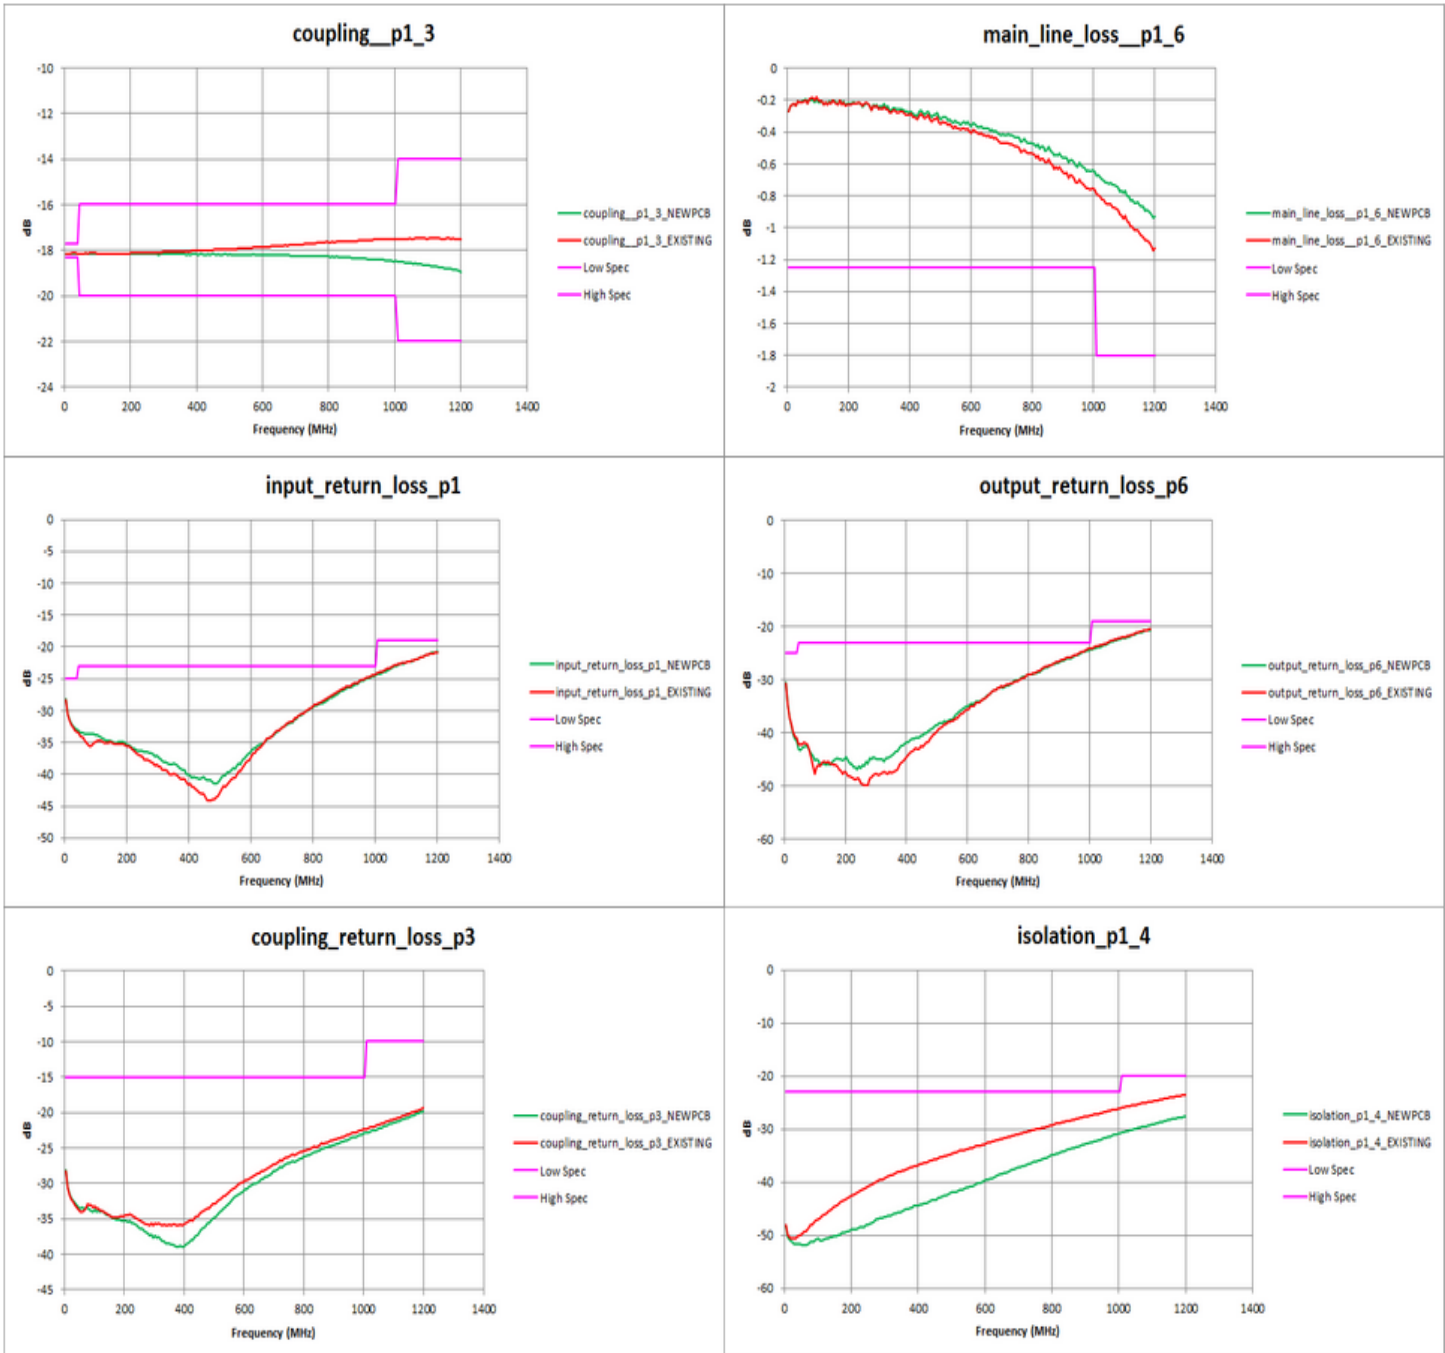 coupling__p1_3
-10
-12
-14
-16
-18
-20
-22
-24
dB
0 200 400 600 800 1000 1200 1400
Frequency (MHz)
coupling__p1_3_NEWPCB
coupling__p1_3_EXISTING
Low Spec
High Spec
main_line_loss__p1_6
0
-0.2
-0.4
-0.6
-0.8
-1
-1.2
-1.4
-1.6
-1.8
-2
dB
0 200 400 600 800 1000 1200 1400
Frequency (MHz)
main_line_loss__p1_6_NEWPCB
main_line_loss__p1_6_EXISTING
Low Spec
High Spec
input_return_loss_p1
0
-5
-10
-15
-20
-25
-30
-35
-40
-45
-50
dB
0 200 400 600 800 1000 1200 1400
Frequency (MHz)
input_return_loss_p1_NEWPCB
input_return_loss_p1_EXISTING
Low Spec
High Spec
output_return_loss_p6
0
-10
-20
-30
-40
-50
-60
dB
0 200 400 600 800 1000 1200 1400
Frequency (MHz)
output_return_loss_p6_NEWPCB
output_return_loss_p6_EXISTING
Low Spec
High Spec
coupling_return_loss_p3
0
-5
-10
-15
-20
-25
-30
-35
-40
-45
dB
0 200 400 600 800 1000 1200 1400
Frequency (MHz)
coupling_return_loss_p3_NEWPCB
coupling_return_loss_p3_EXISTING
Low Spec
High Spec
isolation_p1_4
0
-10
-20
-30
-40
-50
-60
dB
0 200 400 600 800 1000 1200 1400
Frequency (MHz)
isolation_p1_4_NEWPCB
isolation_p1_4_EXISTING
Low Spec
High Spec